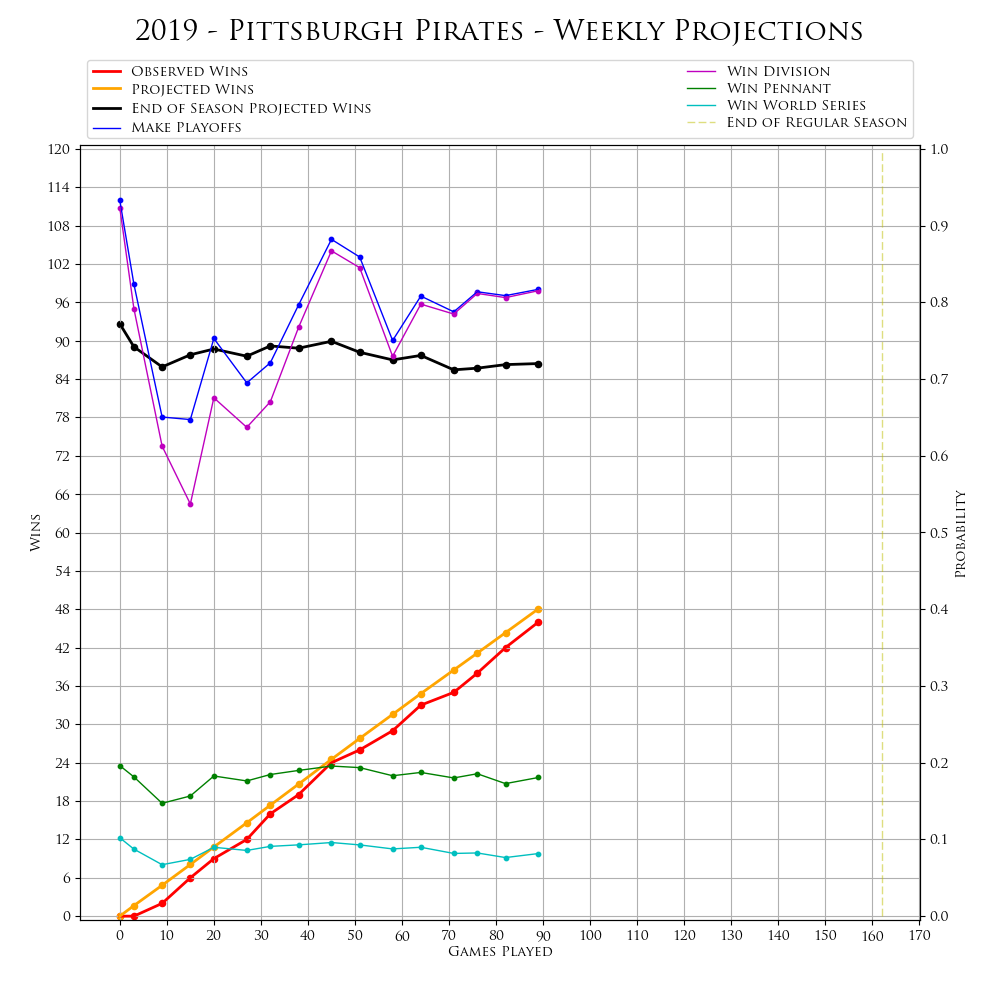 2019 - Pittsburgh Pirates - Weekly Projections
Observed Wins
Projected Wins
End of Season Projected Wins
Make Playoffs
Win Division
Win Pennant
Win World Series
End of Regular Season
120
114
108
102
96
90
84
78
72
66
60
54
48
42
36
30
24
18
12
6
0
Wins
1.0
0.9
0.8
0.7
0.6
0.5
0.4
0.3
0.2
0.1
0.0
Probability
0 10 20 30 40 50 60 70 80 90 100 110 120 130 140 150 160 170
Games Played